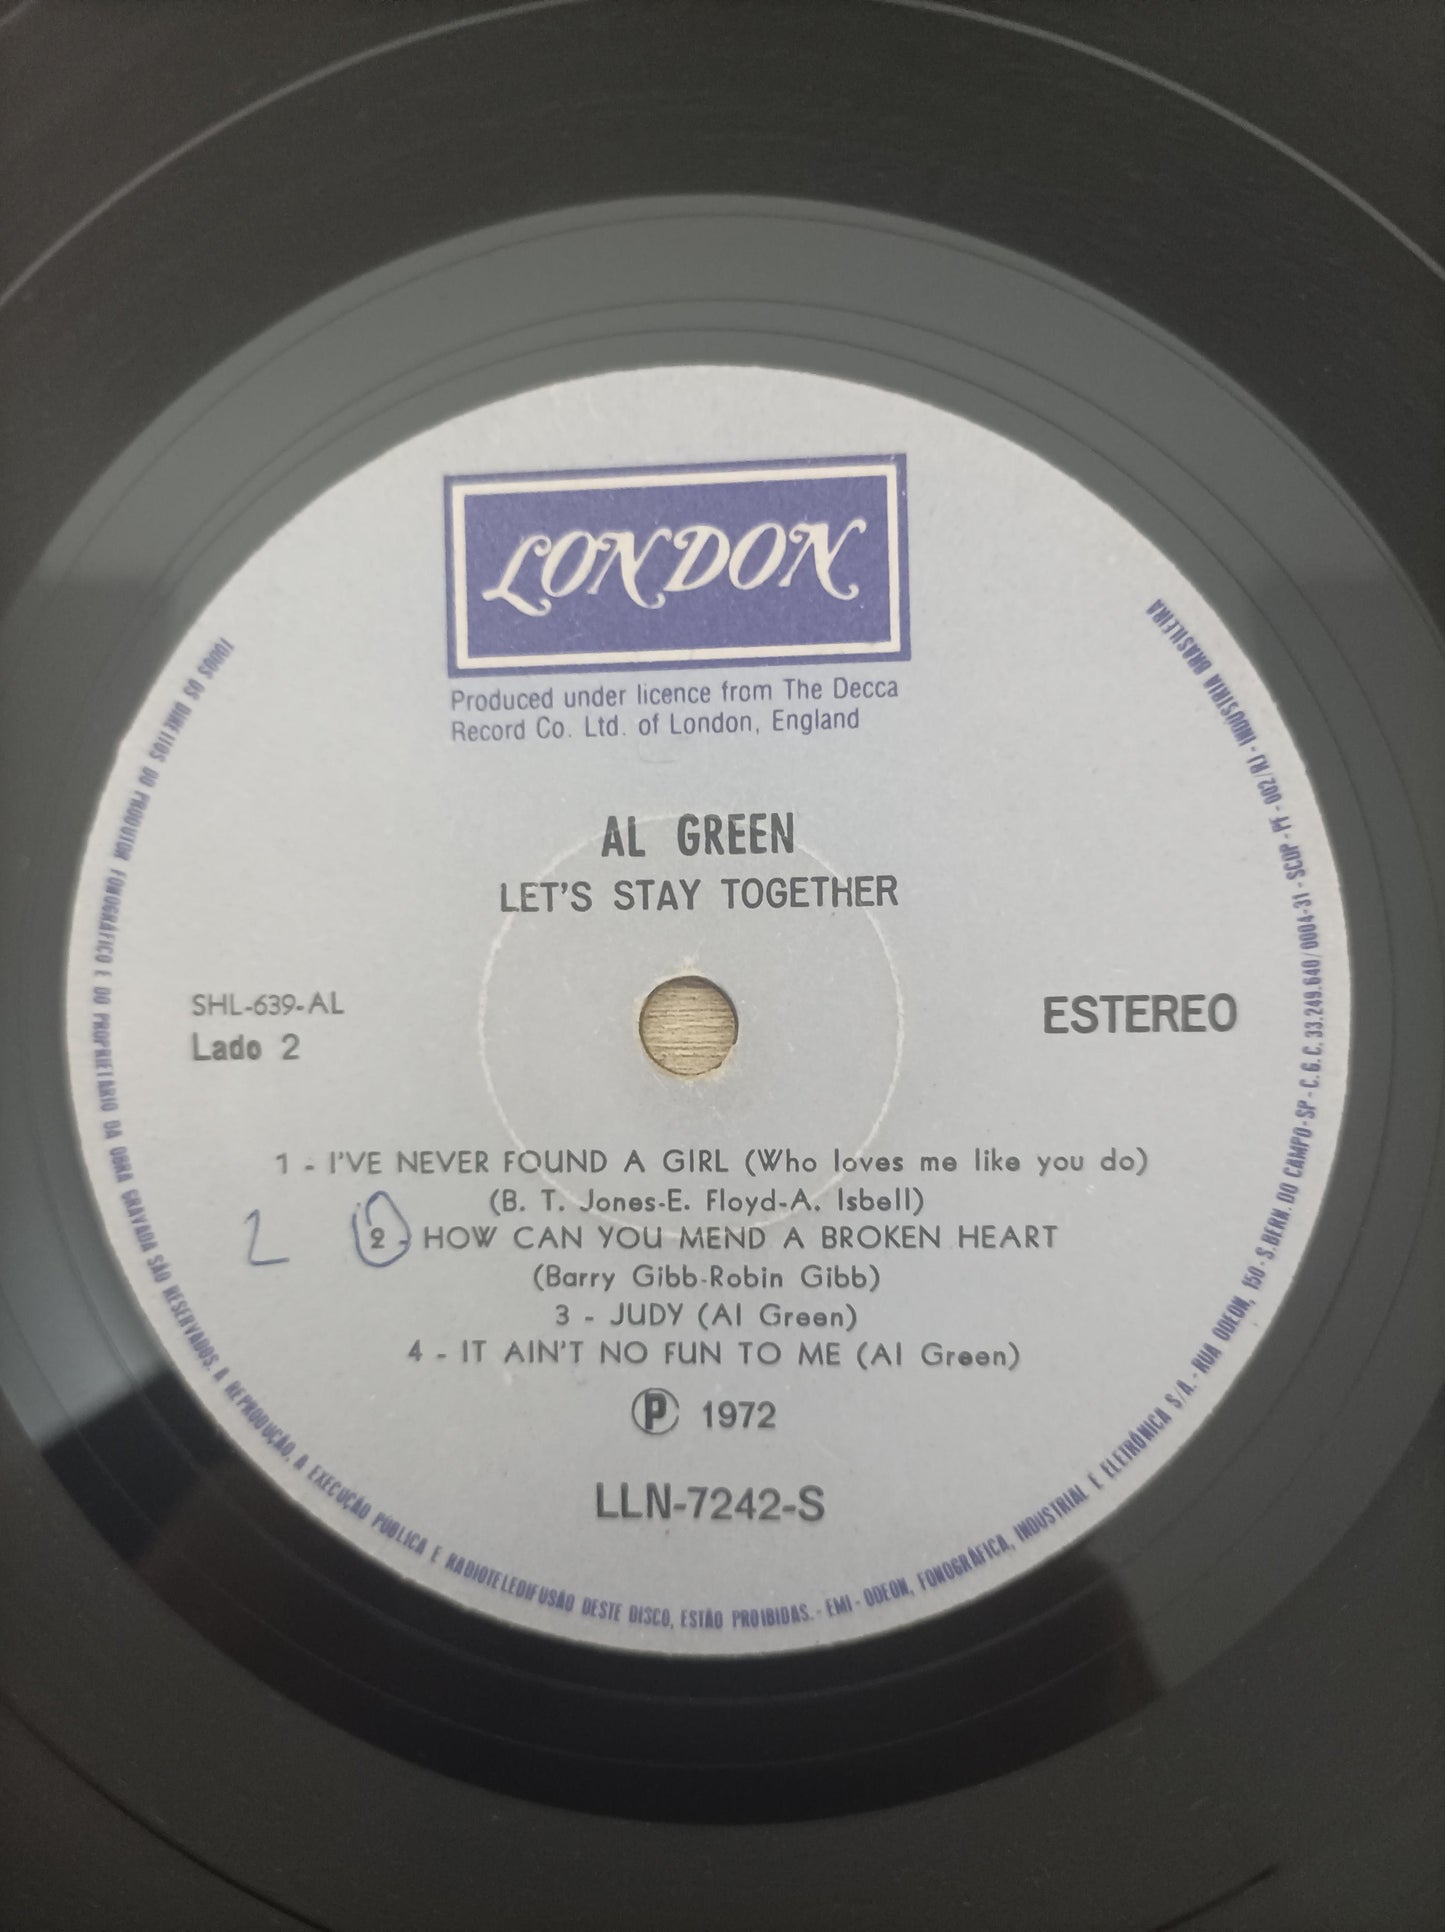 LONDON
Produced under licence from The Decca
Record Co. Ltd. of London, England
AL GREEN
LET'S STAY TOGETHER
SHL-639-AL
Lado 2
ESTEREO
1 - I'VE NEVER FOUND A GIRL (Who loves me like you do)
(B. T. Jones-E. Floyd-A. Isbell)
2 2 - HOW CAN YOU MEND A BROKEN HEART
(Barry Gibb-Robin Gibb)
3 - JUDY (Al Green)
4 - IT AIN'T NO FUN TO ME (Al Green)
Ⓟ 1972
LLN-7242-S
TODOS OS DIREITOS DO PRODUTOR FONOGRÁFICO E DO PROPRIETÁRIO DA OBRA GRAVADA SÃO RESERVADOS. A REPRODUÇÃO, A EXECUÇÃO PÚBLICA E RADIOTELEDIFUSÃO DESTE DISCO, ESTÃO PROIBIDAS. - EMI - ODEON, FONOGRÁFICA, INDUSTRIAL E ELETRÔNICA S/A. - RUA ODEON, 150 - S.BERN. DO CAMPO-SP - C.G.C. 33.249.640/0004-31 - SCDP - PF - 002/RJ - INDÚSTRIA BRASILEIRA